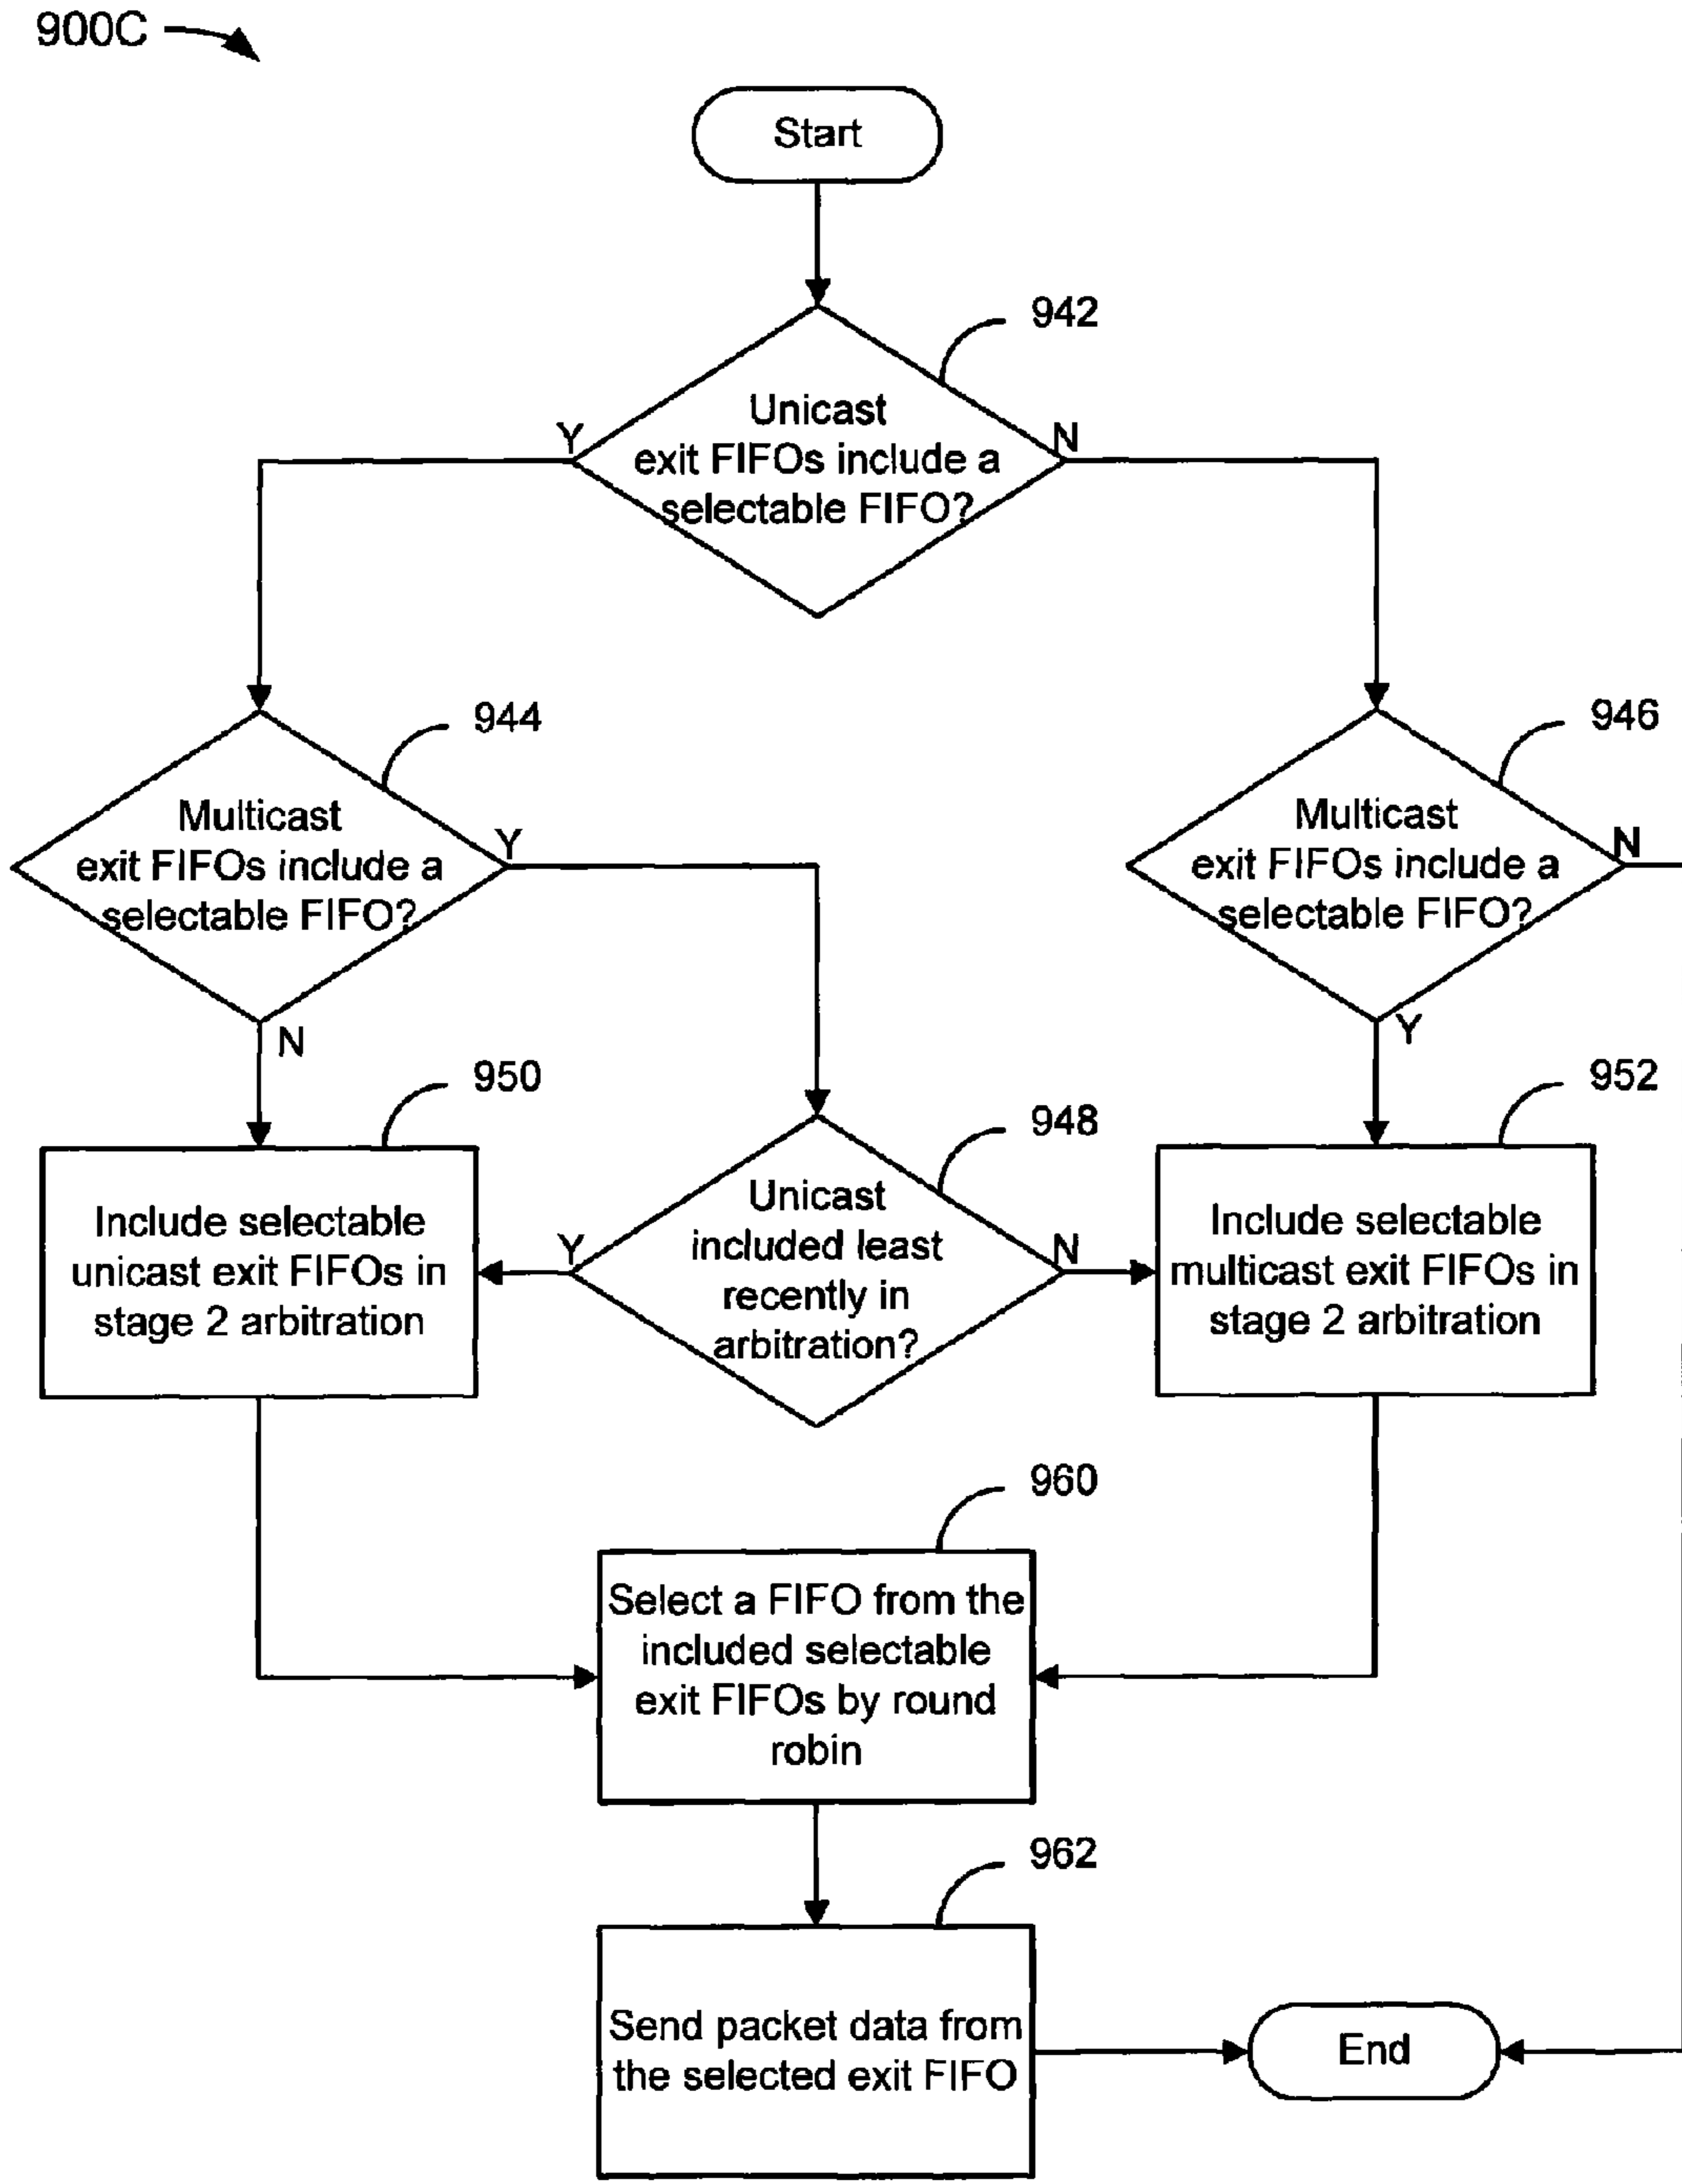 900C
Start
942
Unicast
exit FIFOs include a
selectable FIFO?
Y
N
944
Multicast
exit FIFOs include a
selectable FIFO?
Y
N
946
Multicast
exit FIFOs include a
selectable FIFO?
N
Y
950
Include selectable
unicast exit FIFOs in
stage 2 arbitration
948
Unicast
included least
recently in
arbitration?
Y
N
952
Include selectable
multicast exit FIFOs in
stage 2 arbitration
960
Select a FIFO from the
included selectable
exit FIFOs by round
robin
962
Send packet data from
the selected exit FIFO
End